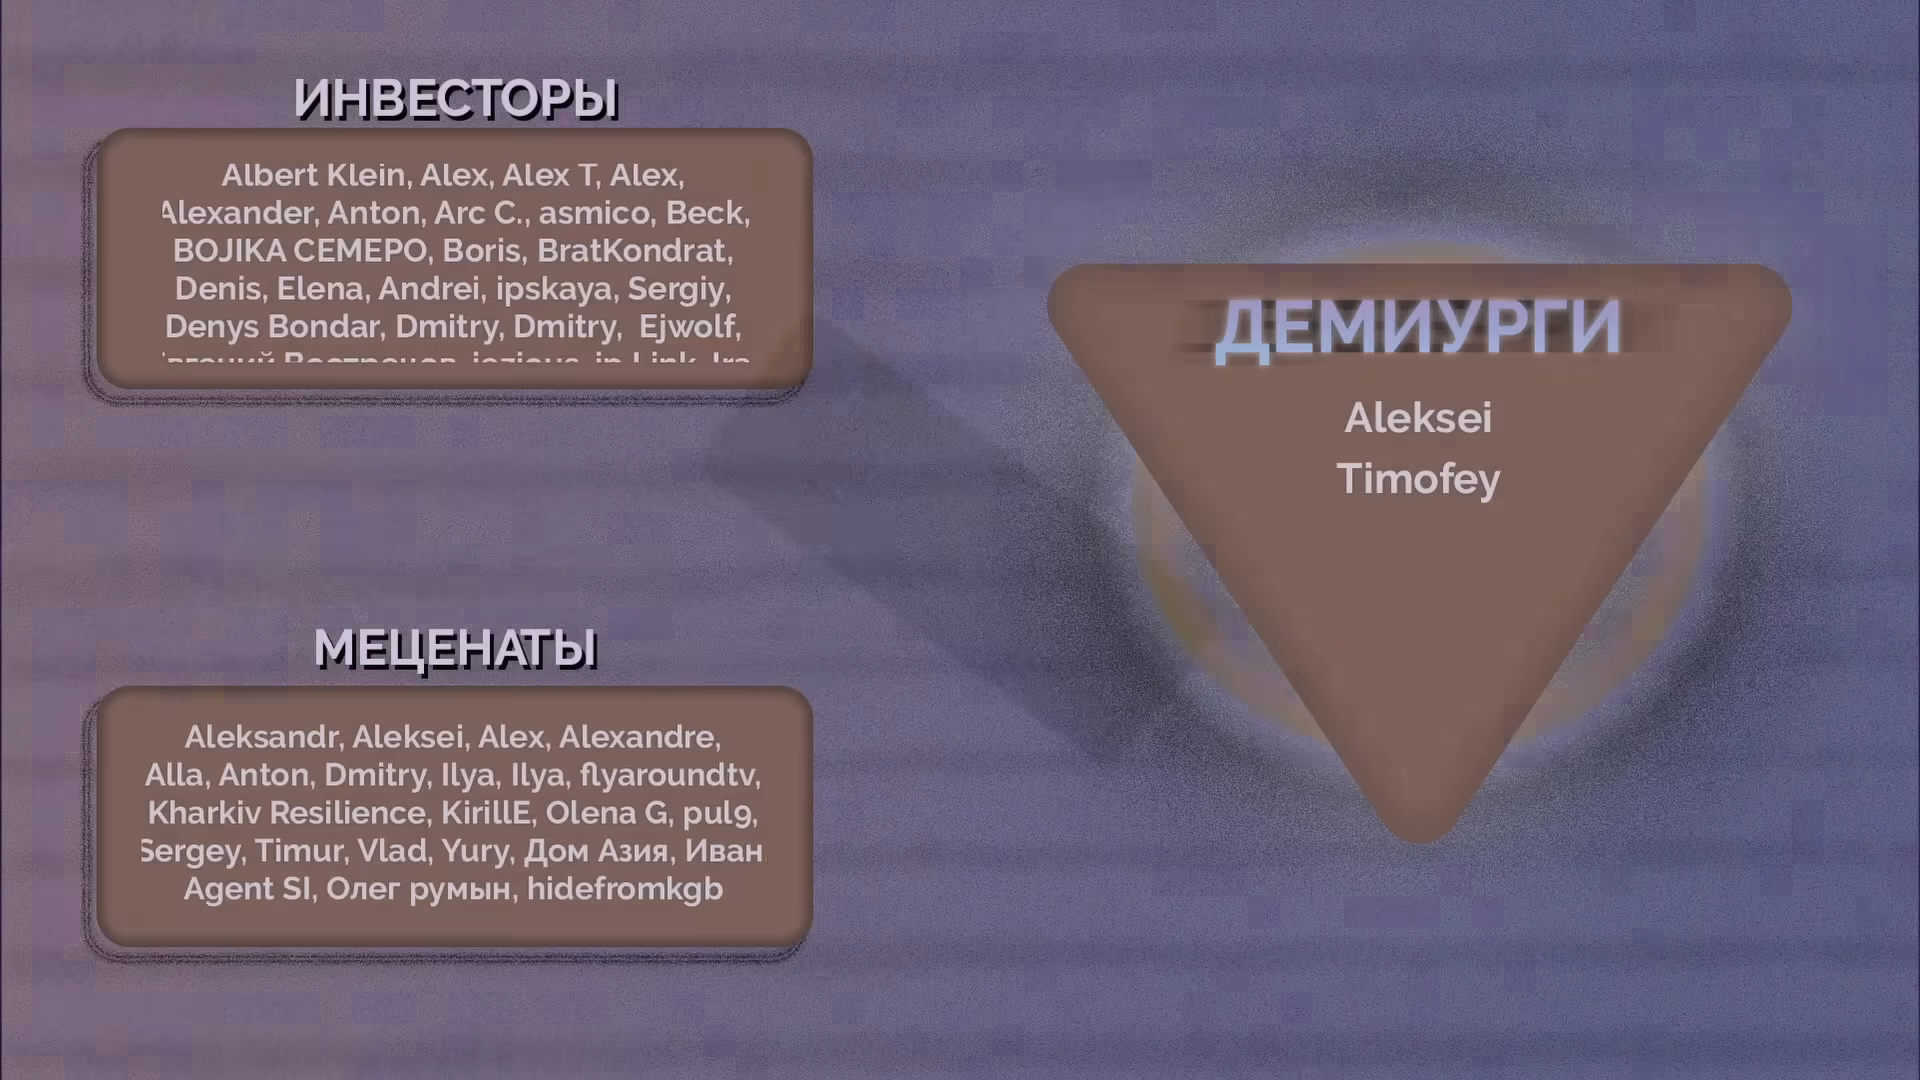 ИНВЕСТОРЫ
Albert Klein, Alex, Alex T, Alex,
Alexander, Anton, Arc C., asmico, Beck,
BOJIKA CEMEPO, Boris, BratKondrat,
Denis, Elena, Andrei, ipskaya, Sergiy,
Denys Bondar, Dmitry, Dmitry, Ejwolf,
МЕЦЕНАТЫ
Aleksandr, Aleksei, Alex, Alexandre,
Alla, Anton, Dmitry, Ilya, Ilya, flyaroundtv,
Kharkiv Resilience, KirillE, Olena G, pul9,
Sergey, Timur, Vlad, Yury, Дом Азия, Иван
Agent SI, Олег румын, hidefromkgb
ДЕМИУРГИ
Aleksei
Timofey